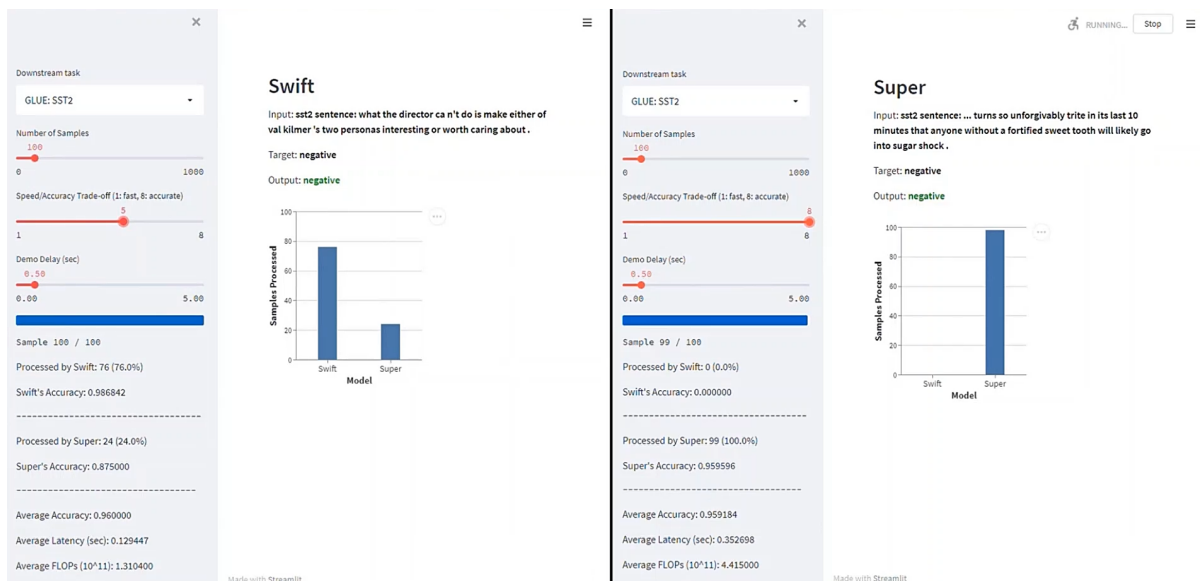 ×
Downstream task
GLUE: SST2
Number of Samples
100
0 1000
Speed/Accuracy Trade-off (1: fast, 8: accurate)
5
1 8
Demo Delay (sec)
0.50
0.00 5.00
Sample 100 / 100
Processed by Swift: 76 (76.0%)
Swift's Accuracy: 0.986842
Processed by Super: 24 (24.0%)
Super's Accuracy: 0.875000
Average Accuracy: 0.960000
Average Latency (sec): 0.129447
Average FLOPs (10^11): 1.310400
Swift
Input: sst2 sentence: what the director ca n't do is make either of
val kilmer 's two personas interesting or worth caring about .
Target: negative
Output: negative
100
80
60
40
20
0
Samples Processed
Swift Super
Model
Made with Streamlit
×
Downstream task
GLUE: SST2
Number of Samples
100
0 1000
Speed/Accuracy Trade-off (1: fast, 8: accurate)
8
1 8
Demo Delay (sec)
0.50
0.00 5.00
Sample 99 / 100
Processed by Swift: 0 (0.0%)
Swift's Accuracy: 0.000000
Processed by Super: 99 (100.0%)
Super's Accuracy: 0.959596
Average Accuracy: 0.959184
Average Latency (sec): 0.352698
Average FLOPs (10^11): 4.415000
RUNNING... Stop
Super
Input: sst2 sentence: ... turns so unforgivably trite in its last 10
minutes that anyone without a fortified sweet tooth will likely go
into sugar shock .
Target: negative
Output: negative
100
80
60
40
20
0
Samples Processed
Swift Super
Model
Made with Streamlit